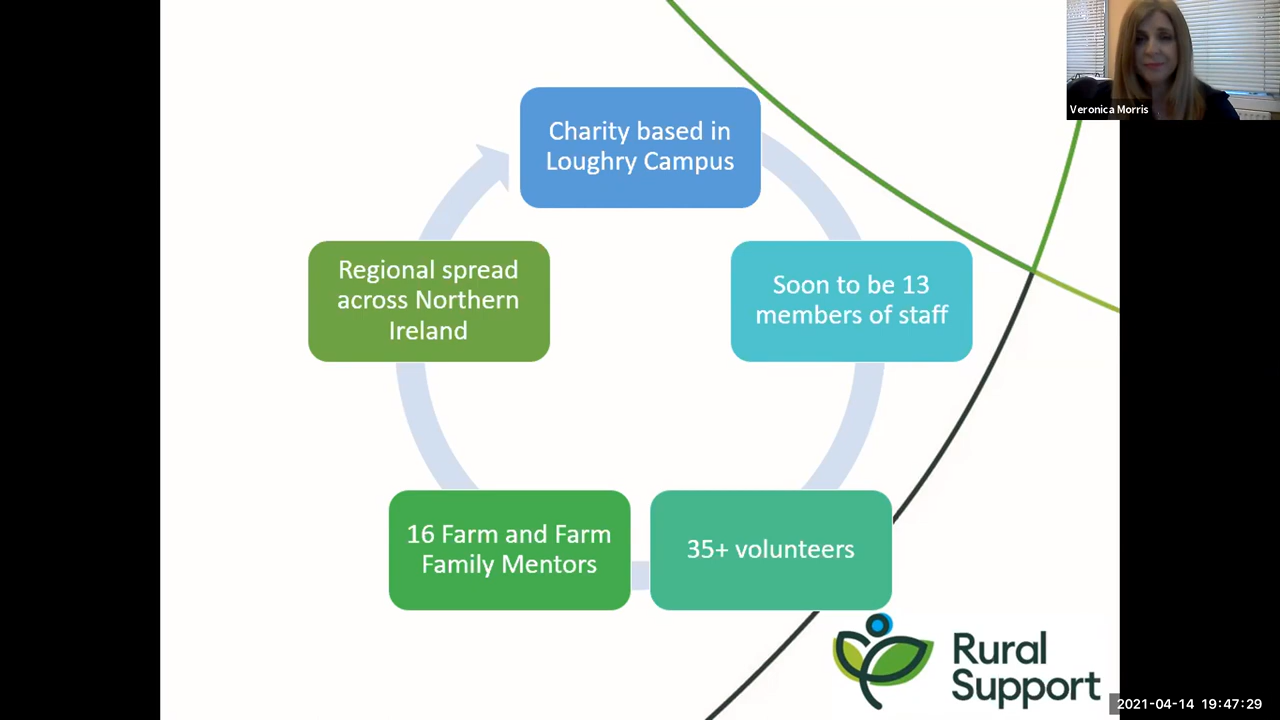 Veronica Morris
Charity based in
Loughry Campus
Soon to be 13
members of staff
35+ volunteers
16 Farm and Farm
Family Mentors
Regional spread
across Northern
Ireland
Rural
Support
2021-04-14 19:47:29